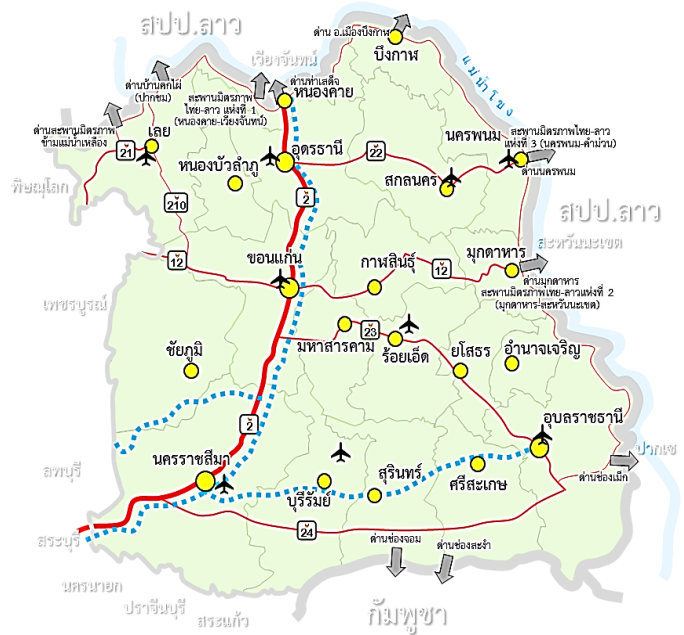 สปป.ลาว
ด่าน อ.เมืองบึงกาฬ
บึงกาฬ
เวียงจันทน์
แม่น้ำโขง
ด่านท่าเสด็จ
หนองคาย
ด่านบ้านคกไผ่
(ปากชม)
สะพานมิตรภาพ
ไทย-ลาว แห่งที่ 1
(หนองคาย-เวียงจันทน์)
ด่านสะพานมิตรภาพ
ข้ามแม่น้ำเหลือง
เลย
21
นครพนม
สะพานมิตรภาพไทย-ลาว
แห่งที่ 3 (นครพนม-คำม่วน)
ด่านนครพนม
อุดรธานี
22
หนองบัวลำภู
สกลนคร
พิษณุโลก
210
2
สปป.ลาว
สะหวันนะเขต
12
ขอนแก่น
กาฬสินธุ์
12
มุกดาหาร
ด่านมุกดาหาร
สะพานมิตรภาพไทย-ลาวแห่งที่ 2
(มุกดาหาร-สะหวันนะเขต)
เพชรบูรณ์
23
มหาสารคาม
ร้อยเอ็ด
ยโสธร
อำนาจเจริญ
ชัยภูมิ
2
อุบลราชธานี
ปากเซ
นครราชสีมา
ลพบุรี
บุรีรัมย์
สุรินทร์
ศรีสะเกษ
ด่านช่องเม็ก
24
สระบุรี
ด่านช่องจอม
ด่านช่องสะงำ
นครนายก
ปราจีนบุรี
สระแก้ว
กัมพูชา